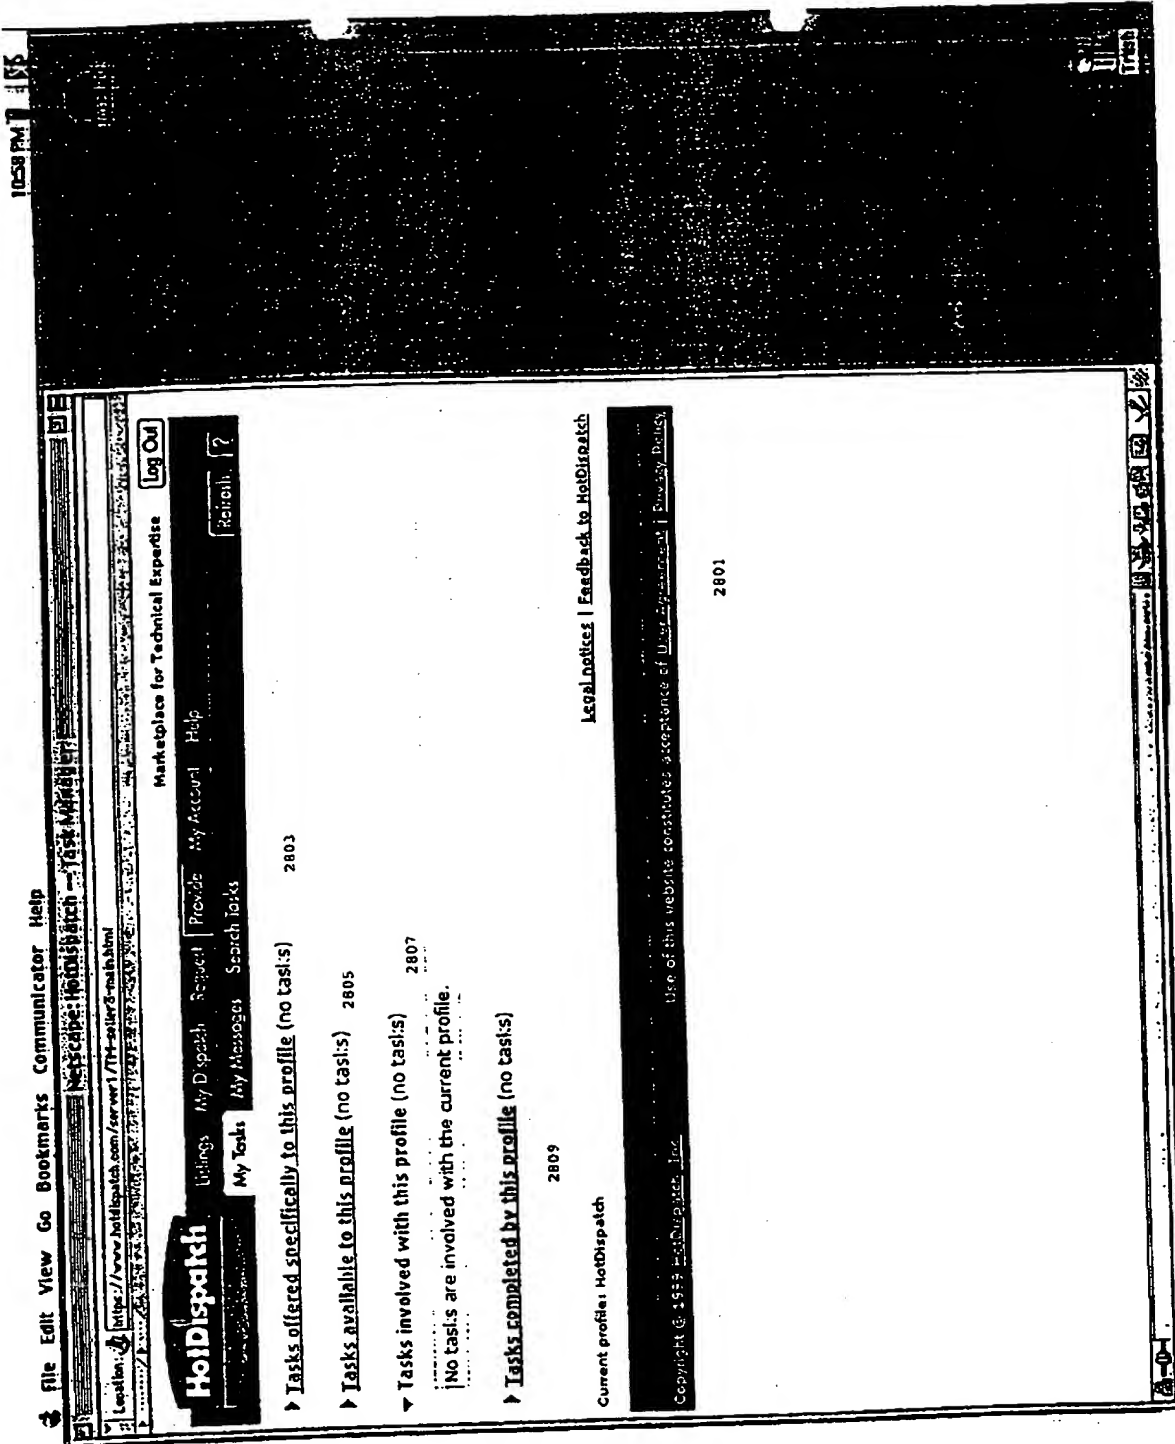 File Edit View Go Bookmarks Communicator Help
10:58 PM
Netscape: HotDispatch — Task Manager
Location: https://www.hotdispatch.com/server1/TM-seller3-main.html
Marketplace for Technical Expertise
Log Out
HotDispatch
Listings My Dispatch Request Provide My Account Help
My Tasks My Messages Search Tasks
Refresh ?
Tasks offered specifically to this profile (no tasks)
2803
Tasks available to this profile (no tasks) 2805
Tasks involved with this profile (no tasks) 2807
No tasks are involved with the current profile.
Tasks completed by this profile (no tasks)
2809
Current profile: HotDispatch
Legal notices | Feedback to HotDispatch
Copyright © 1999 HotDispatch, Inc.
Use of this website constitutes acceptance of User Agreement | Privacy Policy
2801
Trash